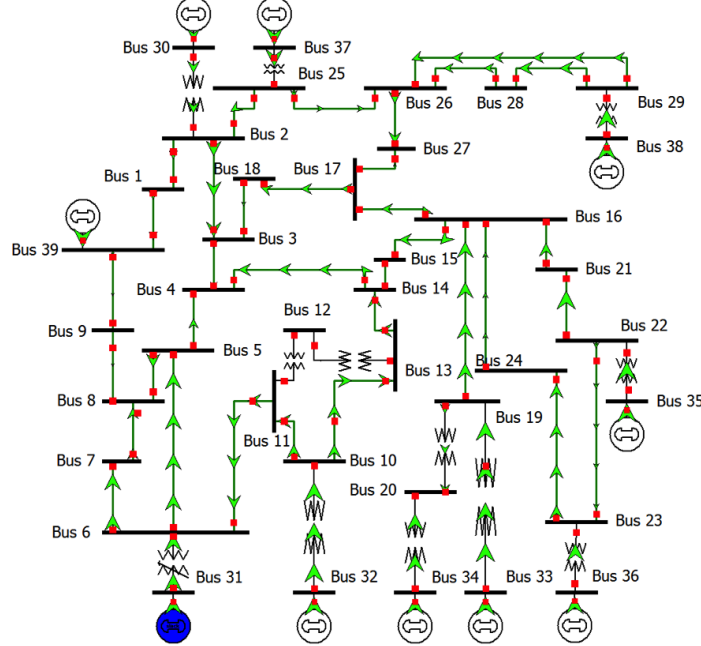 Bus 30
Bus 37
Bus 25
Bus 26
Bus 28
Bus 29
Bus 2
Bus 38
Bus 27
Bus 17
Bus 18
Bus 1
Bus 16
Bus 39
Bus 3
Bus 15
Bus 21
Bus 4
Bus 14
Bus 12
Bus 22
Bus 9
Bus 5
Bus 13
Bus 24
Bus 8
Bus 35
Bus 19
Bus 11
Bus 7
Bus 10
Bus 20
Bus 23
Bus 6
Bus 31
Bus 32
Bus 34
Bus 33
Bus 36